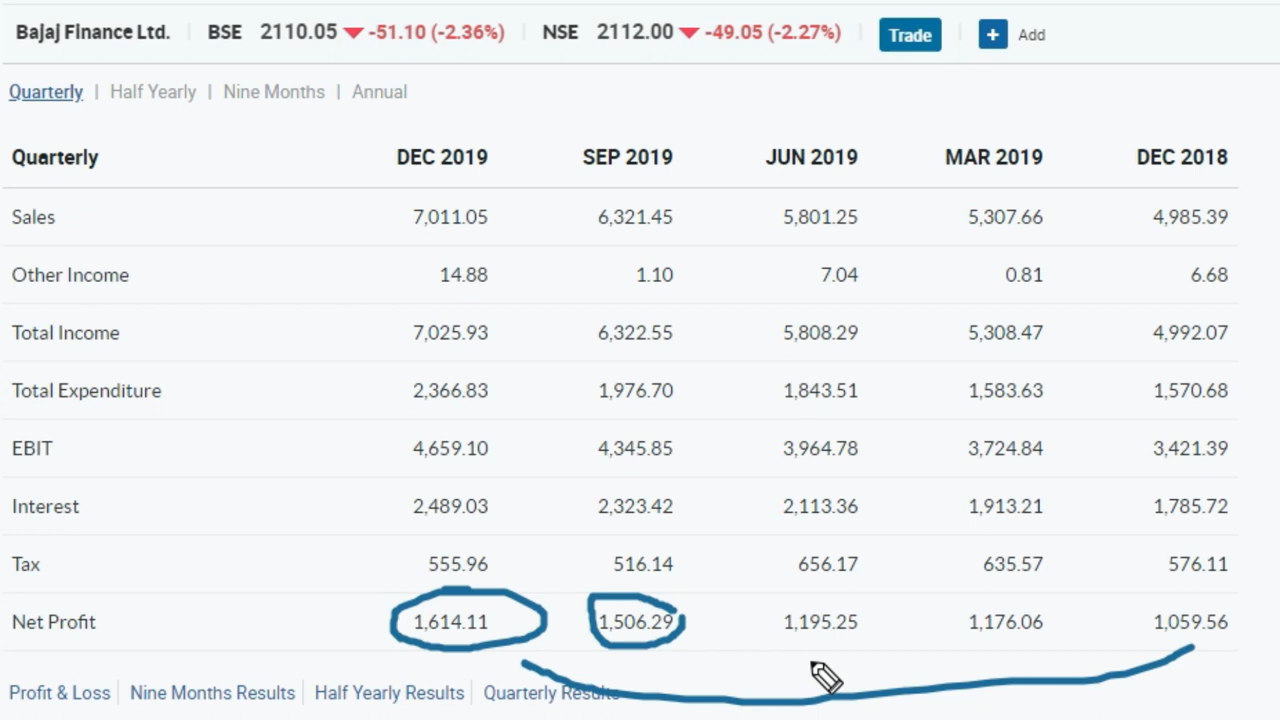 Bajaj Finance Ltd. | BSE 2110.05 ▼ -51.10 (-2.36%) | NSE 2112.00 ▼ -49.05 (-2.27%) | Trade | + Add
Quarterly | Half Yearly | Nine Months | Annual
Quarterly DEC 2019 SEP 2019 JUN 2019 MAR 2019 DEC 2018
Sales 7,011.05 6,321.45 5,801.25 5,307.66 4,985.39
Other Income 14.88 1.10 7.04 0.81 6.68
Total Income 7,025.93 6,322.55 5,808.29 5,308.47 4,992.07
Total Expenditure 2,366.83 1,976.70 1,843.51 1,583.63 1,570.68
EBIT 4,659.10 4,345.85 3,964.78 3,724.84 3,421.39
Interest 2,489.03 2,323.42 2,113.36 1,913.21 1,785.72
Tax 555.96 516.14 656.17 635.57 576.11
Net Profit 1,614.11 1,506.29 1,195.25 1,176.06 1,059.56
Profit & Loss | Nine Months Results | Half Yearly Results | Quarterly Results